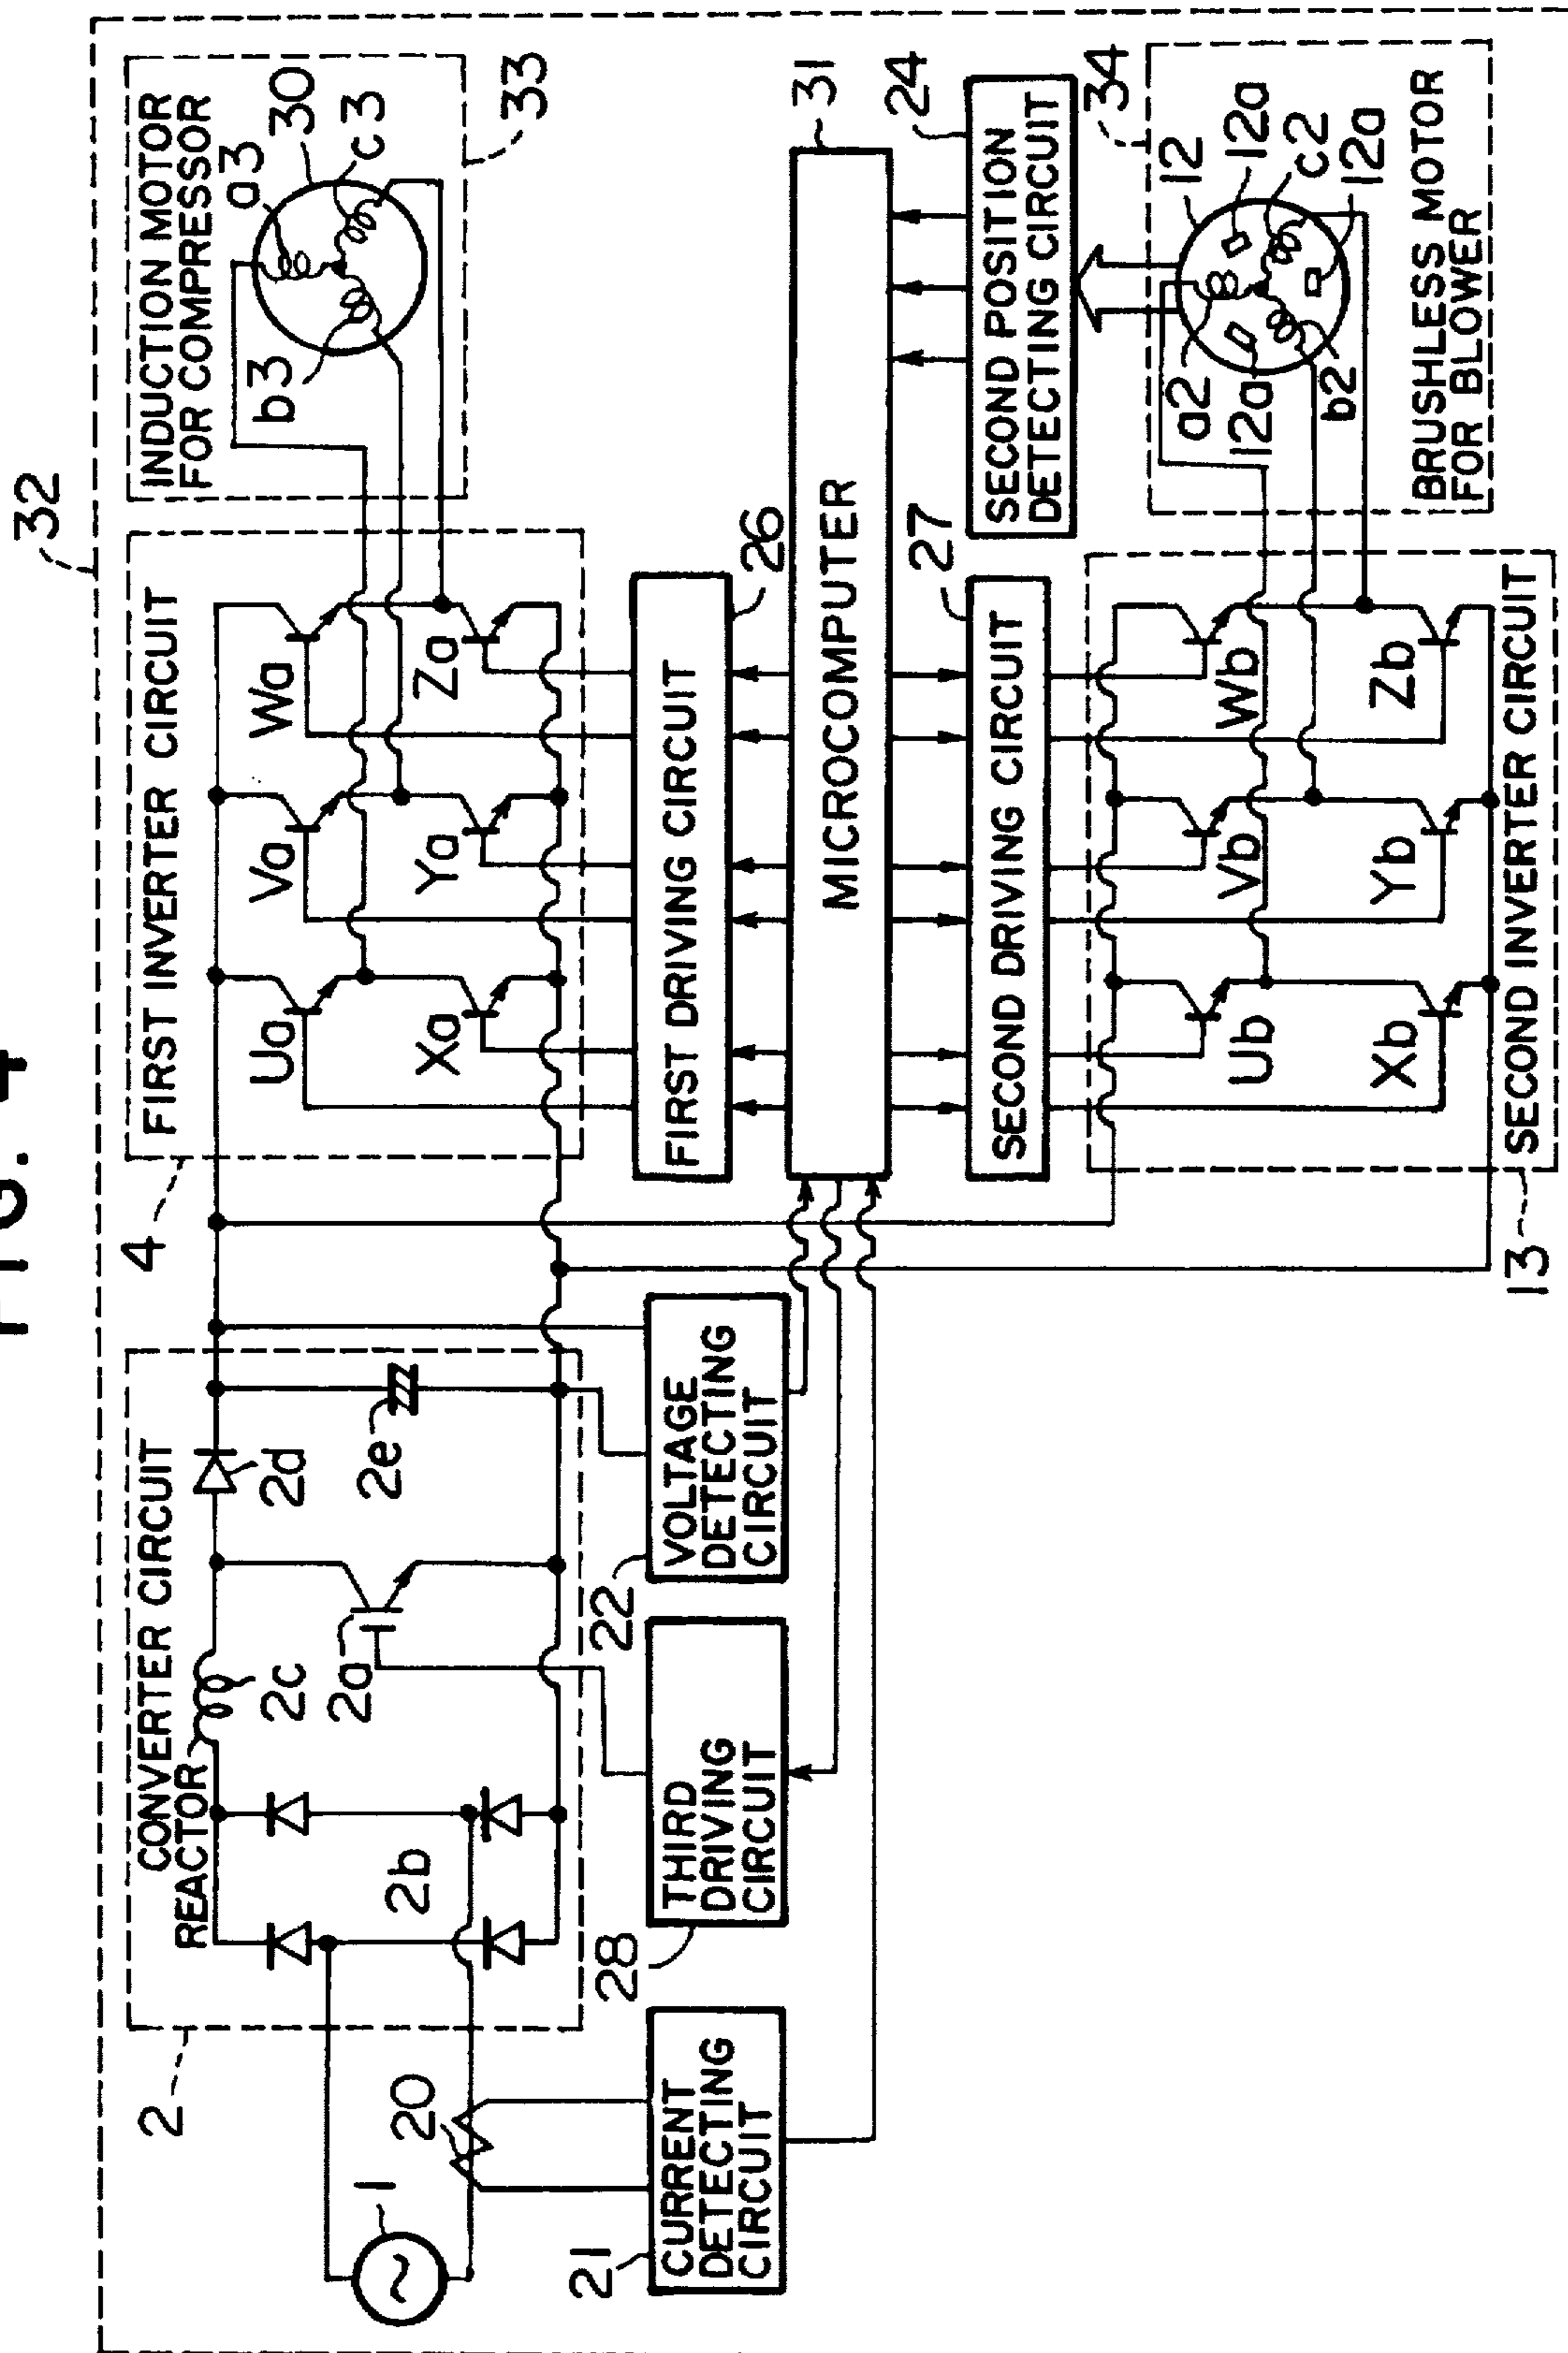 FIG. 4
32
CONVERTER CIRCUIT
REACTOR
2
2c
2d
2a
2e
2b
1
20
21
CURRENT
DETECTING
CIRCUIT
28
THIRD
DRIVING
CIRCUIT
22
VOLTAGE
DETECTING
CIRCUIT
4
FIRST INVERTER CIRCUIT
Ua
Va
Wa
Xa
Ya
Za
INDUCTION MOTOR
FOR COMPRESSOR
a3
30
b3
c3
33
FIRST DRIVING CIRCUIT
26
MICROCOMPUTER
31
SECOND DRIVING CIRCUIT
27
SECOND POSITION
DETECTING CIRCUIT
24
Ub
Vb
Wb
Xb
Yb
Zb
SECOND INVERTER CIRCUIT
13
34
12
12a
a2
c2
12a
12a
b2
BRUSHLESS MOTOR
FOR BLOWER